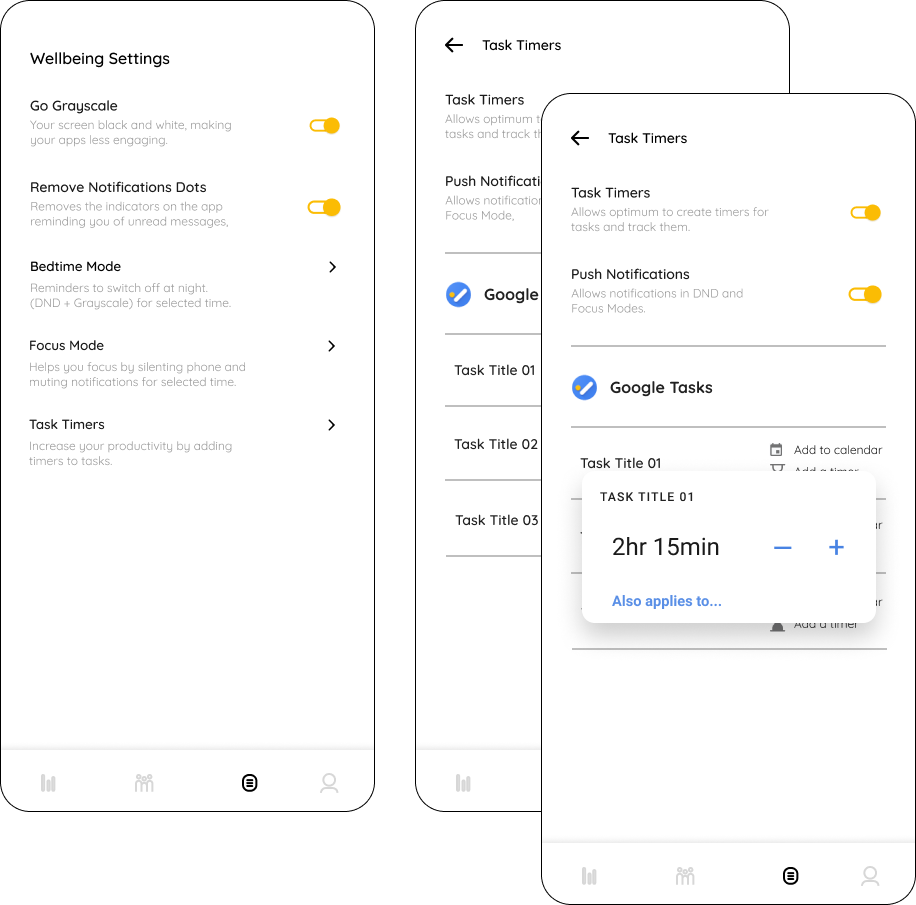 Wellbeing Settings
Go Grayscale
Your screen black and white, making
your apps less engaging.
Remove Notifications Dots
Removes the indicators on the app
reminding you of unread messages,
Bedtime Mode
Reminders to switch off at night.
(DND + Grayscale) for selected time.
Focus Mode
Helps you focus by silenting phone and
muting notifications for selected time.
Task Timers
Increase your productivity by adding
timers to tasks.
Task Timers
Task Timers
Allows optimum t
tasks and track th
Push Notificati
Allows notification
Focus Mode,
Google
Task Title 01
Task Title 02
Task Title 03
Task Timers
Task Timers
Allows optimum to create timers for
tasks and track them.
Push Notifications
Allows notifications in DND and
Focus Modes.
Google Tasks
Task Title 01
Add to calendar
Add a timer
TASK TITLE 01
2hr 15min
Also applies to...
Add a timer